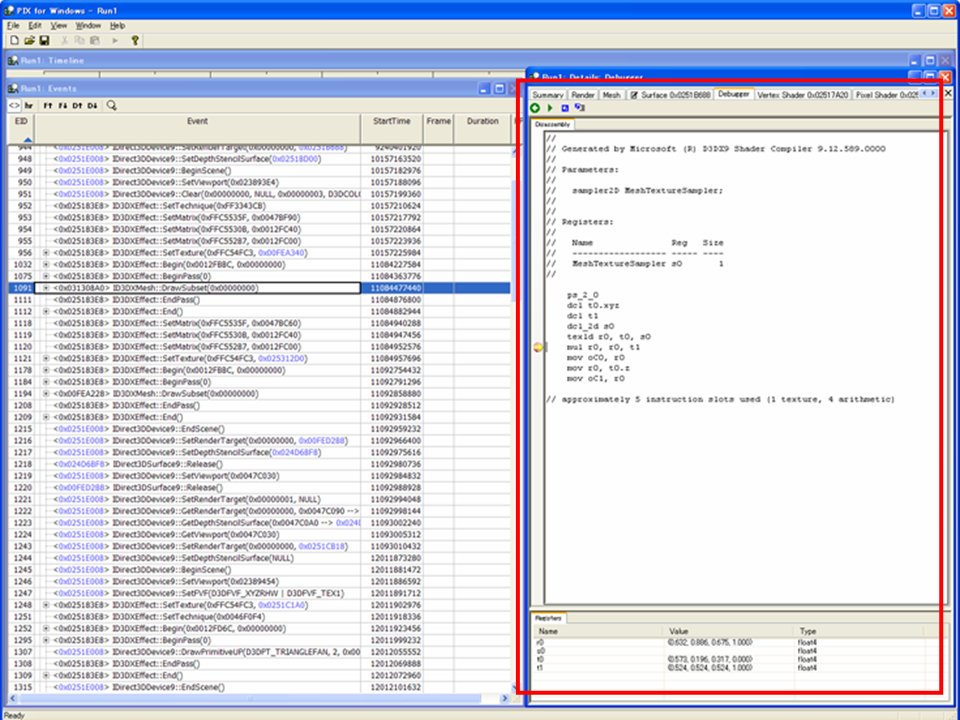 PIX for Windows - Run1
File Edit View Window Help
Run1: Timeline
Run1: Events
EID Event StartTime Frame Duration
948 <0x0251E008> IDirect3DDevice9::SetDepthStencilSurface(0x0251BD00) 10157163520
949 <0x0251E008> IDirect3DDevice9::BeginScene() 10157182976
950 <0x0251E008> IDirect3DDevice9::SetViewport(0x023893E4) 10157188096
951 <0x0251E008> IDirect3DDevice9::Clear(0x00000000, NULL, 0x00000003, D3DCOL 10157199360
952 <0x025183E8> ID3DXEffect::SetTechnique(0xFF3343CB) 10157210624
953 <0x025183E8> ID3DXEffect::SetMatrix(0xFFC5535F, 0x0047BF90) 10157217792
954 <0x025183E8> ID3DXEffect::SetMatrix(0xFFC5530B, 0x0012FC40) 10157220864
955 <0x025183E8> ID3DXEffect::SetMatrix(0xFFC552B7, 0x0012FC00) 10157223936
956 <0x025183E8> ID3DXEffect::SetTexture(0xFFC54FC3, 0x00FEA340) 10157225984
1032 <0x025183E8> ID3DXEffect::Begin(0x0012FBBC, 0x00000000) 11084227584
1075 <0x025183E8> ID3DXEffect::BeginPass(0) 11084363776
1091 <0x031308A0> ID3DXMesh::DrawSubset(0x00000000) 11084477440
1111 <0x025183E8> ID3DXEffect::EndPass() 11084876800
1112 <0x025183E8> ID3DXEffect::End() 11084882944
1118 <0x025183E8> ID3DXEffect::SetMatrix(0xFFC5535F, 0x0047BC60) 11084940288
1119 <0x025183E8> ID3DXEffect::SetMatrix(0xFFC5530B, 0x0012FC40) 11084947456
1120 <0x025183E8> ID3DXEffect::SetMatrix(0xFFC552B7, 0x0012FC00) 11084952576
1121 <0x025183E8> ID3DXEffect::SetTexture(0xFFC54FC3, 0x025312D0) 11084957696
1178 <0x025183E8> ID3DXEffect::Begin(0x0012FBBC, 0x00000000) 11092754432
1184 <0x025183E8> ID3DXEffect::BeginPass(0) 11092791296
1194 <0x00FEA228> ID3DXMesh::DrawSubset(0x00000000) 11092858880
1208 <0x025183E8> ID3DXEffect::EndPass() 11092928512
1209 <0x025183E8> ID3DXEffect::End() 11092931584
1215 <0x0251E008> IDirect3DDevice9::EndScene() 11092959232
1216 <0x0251E008> IDirect3DDevice9::SetRenderTarget(0x00000000, 0x00FED288) 11092966400
1217 <0x0251E008> IDirect3DDevice9::SetDepthStencilSurface(0x024D6BF8) 11092975616
1218 <0x024D6BF8> IDirect3DSurface9::Release() 11092980736
1219 <0x0251E008> IDirect3DDevice9::SetViewport(0x0047C030) 11092984832
1220 <0x00FED288> IDirect3DSurface9::Release() 11092988928
1221 <0x0251E008> IDirect3DDevice9::SetRenderTarget(0x00000001, NULL) 11092994048
1222 <0x0251E008> IDirect3DDevice9::GetRenderTarget(0x00000000, 0x0047C090 --> 11092998144
1223 <0x0251E008> IDirect3DDevice9::GetDepthStencilSurface(0x0047C0A0 --> 0x024 11093002240
1224 <0x0251E008> IDirect3DDevice9::GetViewport(0x0047C030) 11093005312
1243 <0x0251E008> IDirect3DDevice9::SetRenderTarget(0x00000000, 0x0251CB18) 11093010432
1244 <0x0251E008> IDirect3DDevice9::SetDepthStencilSurface(NULL) 12011873280
1245 <0x0251E008> IDirect3DDevice9::BeginScene() 12011881472
1246 <0x0251E008> IDirect3DDevice9::SetViewport(0x02389454) 12011886592
1247 <0x0251E008> IDirect3DDevice9::SetFVF(D3DFVF_XYZRHW | D3DFVF_TEX1) 12011891712
1248 <0x025183E8> ID3DXEffect::SetTexture(0xFFC54FC3, 0x0251C1A0) 12011902976
1251 <0x025183E8> ID3DXEffect::SetTechnique(0x0046F0F4) 12011918336
1252 <0x025183E8> ID3DXEffect::Begin(0x0012FD6C, 0x00000000) 12011923456
1295 <0x025183E8> ID3DXEffect::BeginPass(0) 12011999232
1307 <0x0251E008> IDirect3DDevice9::DrawPrimitiveUP(D3DPT_TRIANGLEFAN, 2, 0x00 12012055552
1308 <0x025183E8> ID3DXEffect::EndPass() 12012069888
1309 <0x025183E8> ID3DXEffect::End() 12012072960
1315 <0x0251E008> IDirect3DDevice9::EndScene() 12012101632
Run1: Details: Debugger
Summary Render Mesh Surface 0x0251B688 Debugger Vertex Shader 0x02517A20 Pixel Shader 0x025
Disassembly
//
// Generated by Microsoft (R) D3DX9 Shader Compiler 9.12.589.0000
//
// Parameters:
//
// sampler2D MeshTextureSampler;
//
//
// Registers:
//
// Name Reg Size
// ------------------ ----- ----
// MeshTextureSampler s0 1
//
ps_2_0
dcl t0.xyz
dcl t1
dcl_2d s0
texld r0, t0, s0
mul r0, r0, t1
mov oC0, r0
mov r0, t0.z
mov oC1, r0
// approximately 5 instruction slots used (1 texture, 4 arithmetic)
Registers
Name Value Type
r0 (0.632, 0.886, 0.675, 1.000) float4
s0
t0 (0.573, 0.196, 0.317, 0.000) float4
t1 (0.524, 0.524, 0.524, 1.000) float4
Ready